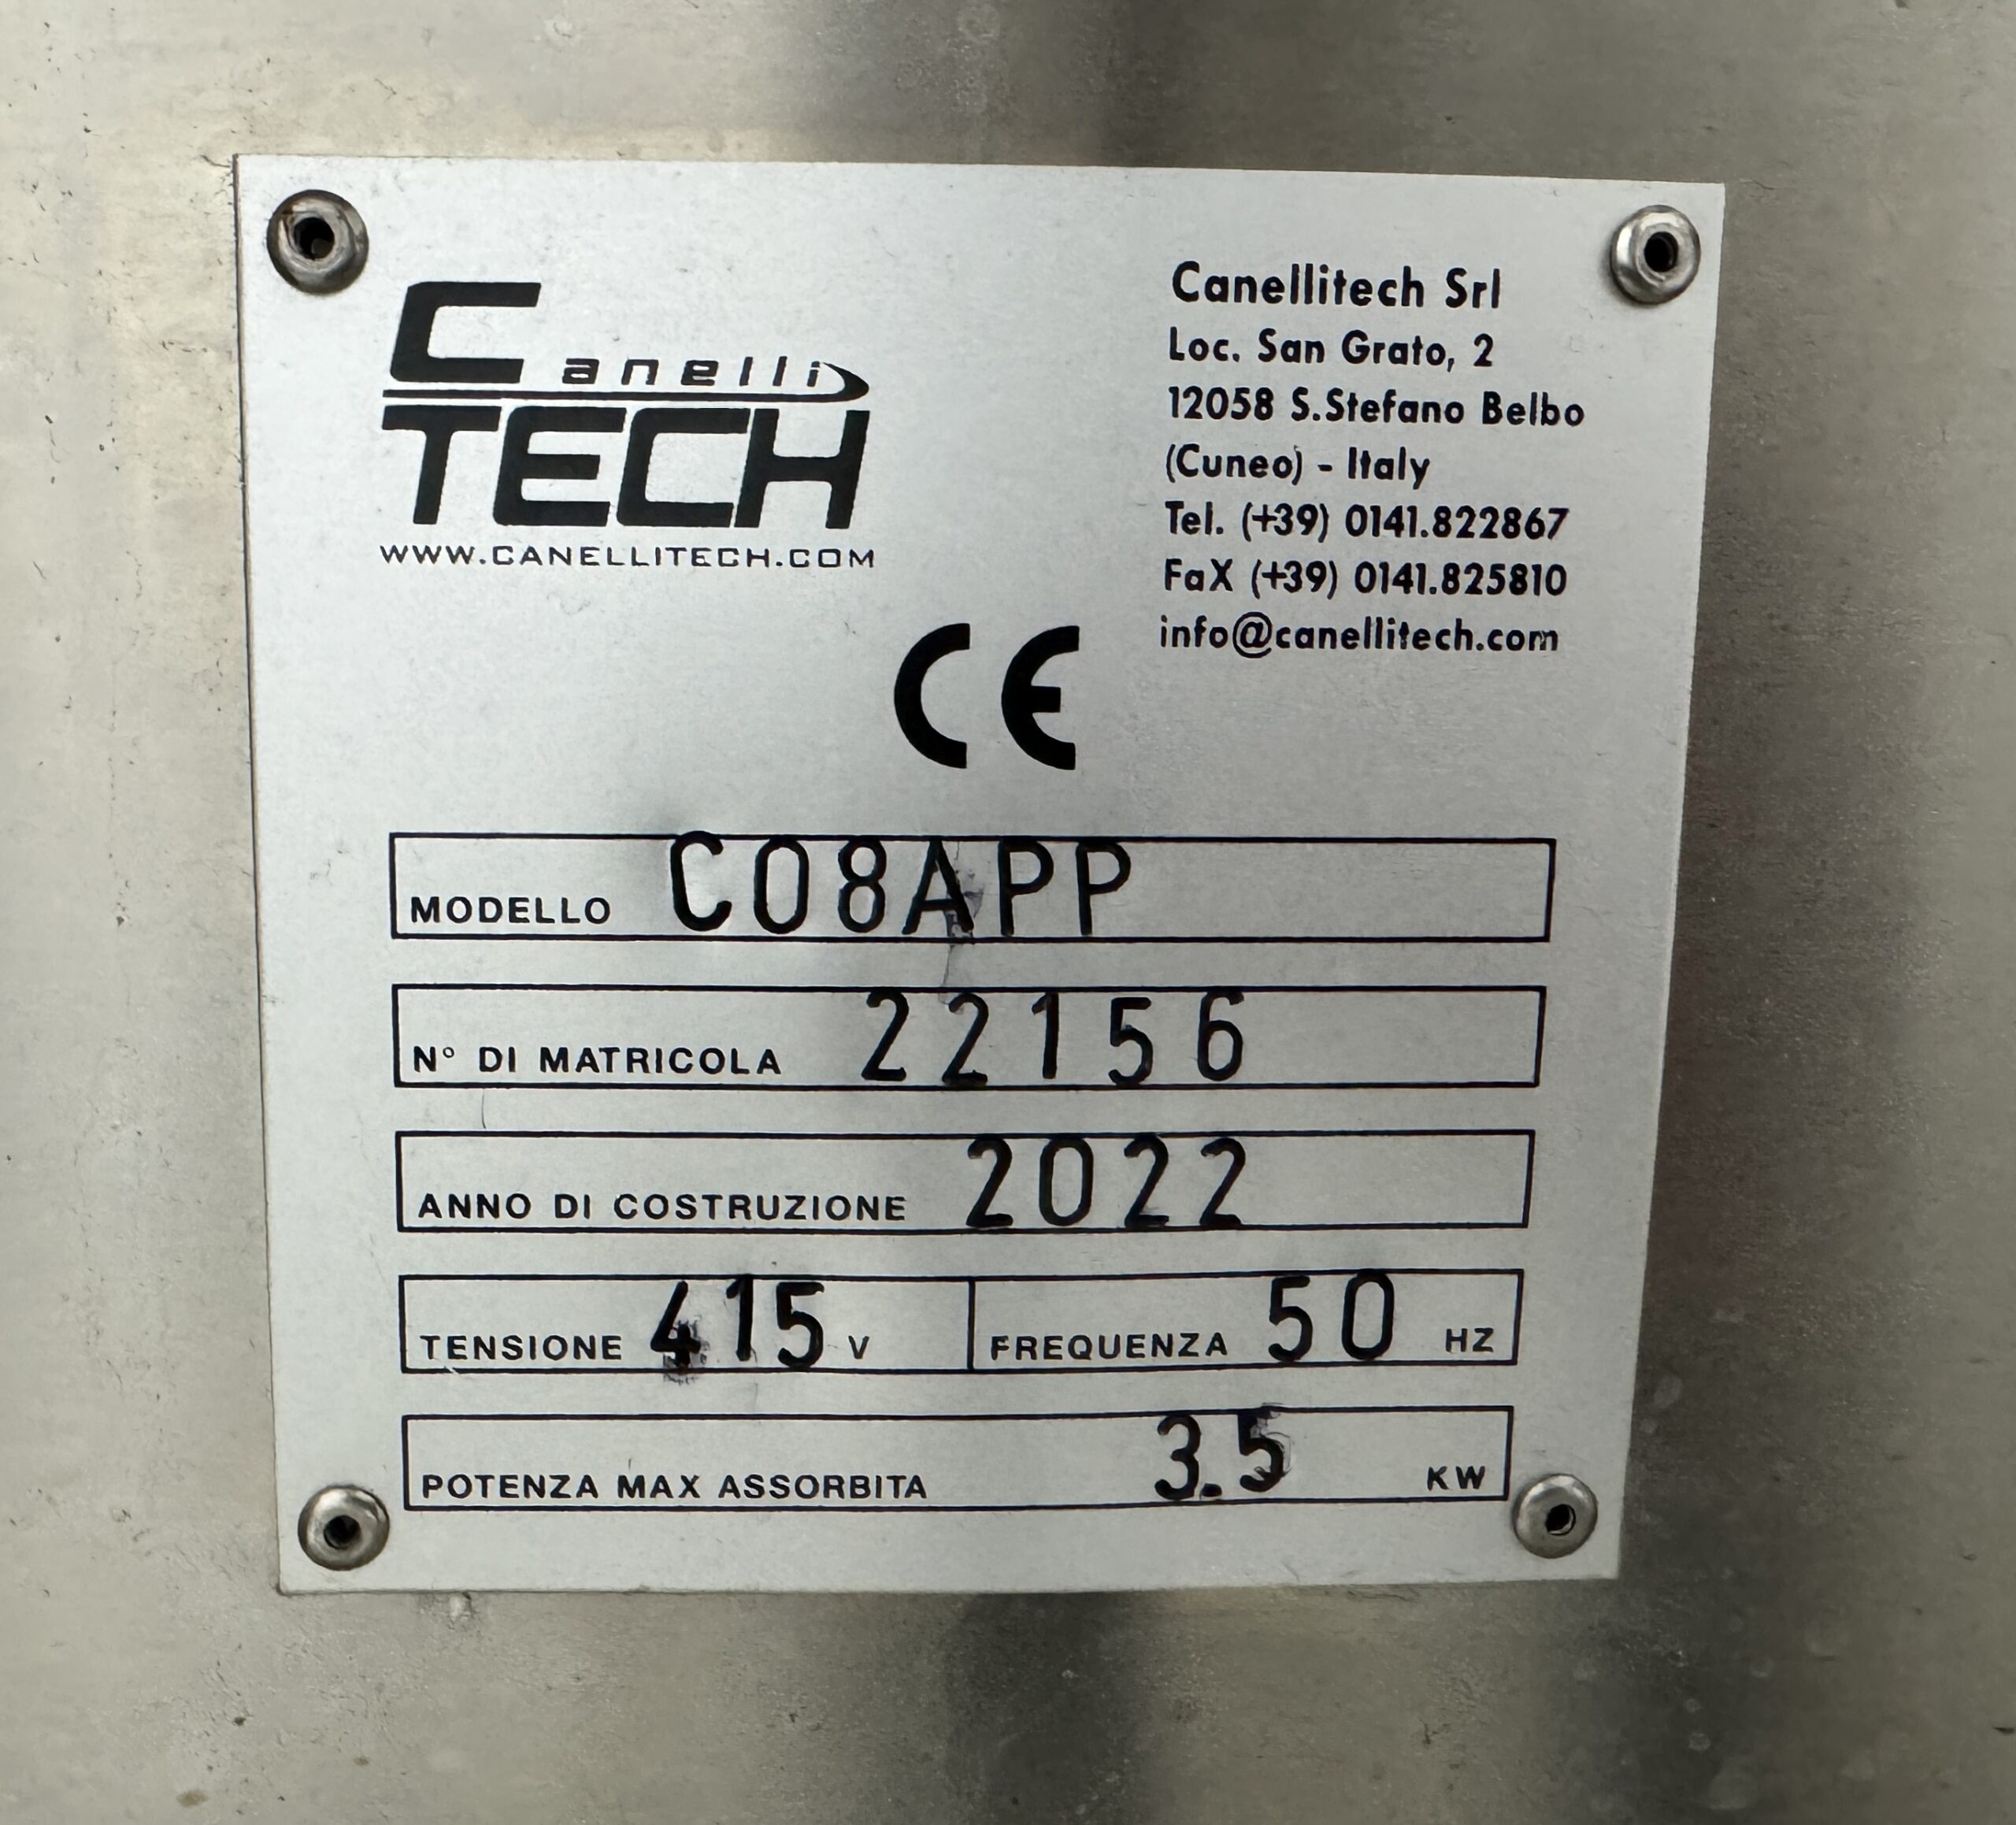 Canelli
TECH
WWW.CANELLITECH.COM
Canellitech Srl
Loc. San Grato, 2
12058 S.Stefano Belbo
(Cuneo) - Italy
Tel. (+39) 0141.822867
FaX (+39) 0141.825810
info@canellitech.com
CE
MODELLO C08APP
N° DI MATRICOLA 22156
ANNO DI COSTRUZIONE 2022
TENSIONE 415 V FREQUENZA 50 HZ
POTENZA MAX ASSORBITA 3.5 KW